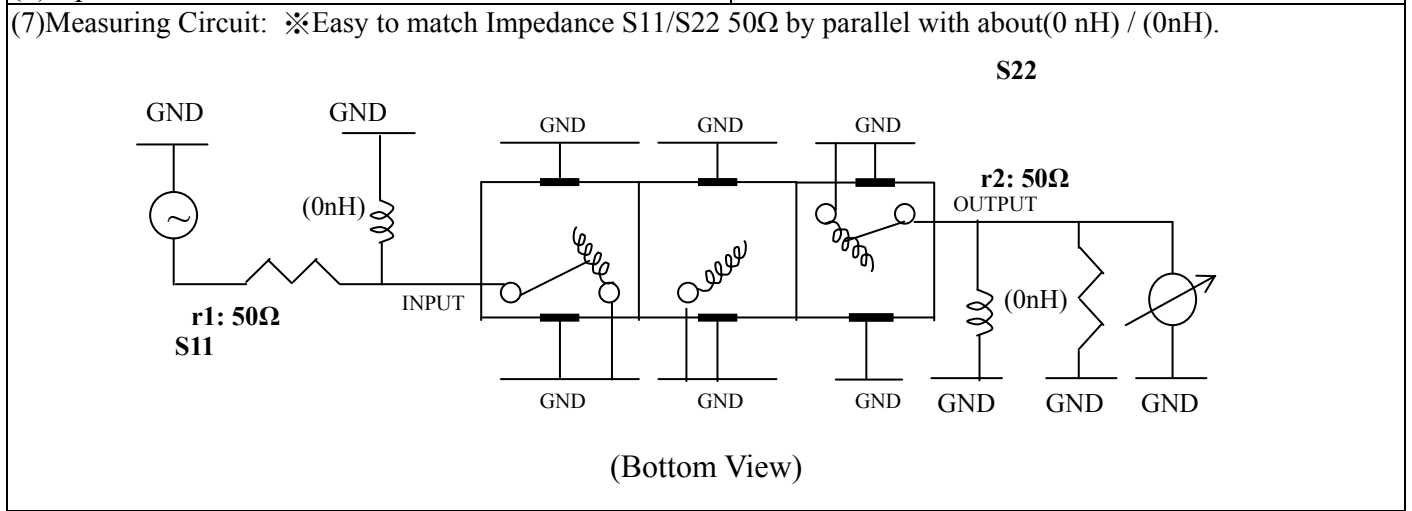 (7)Measuring Circuit: ※Easy to match Impedance S11/S22 50Ω by parallel with about(0 nH) / (0nH).
S22
GND GND GND GND GND
r2: 50Ω
(0nH) OUTPUT
INPUT (0nH)
r1: 50Ω
S11
GND GND GND GND GND GND
(Bottom View)